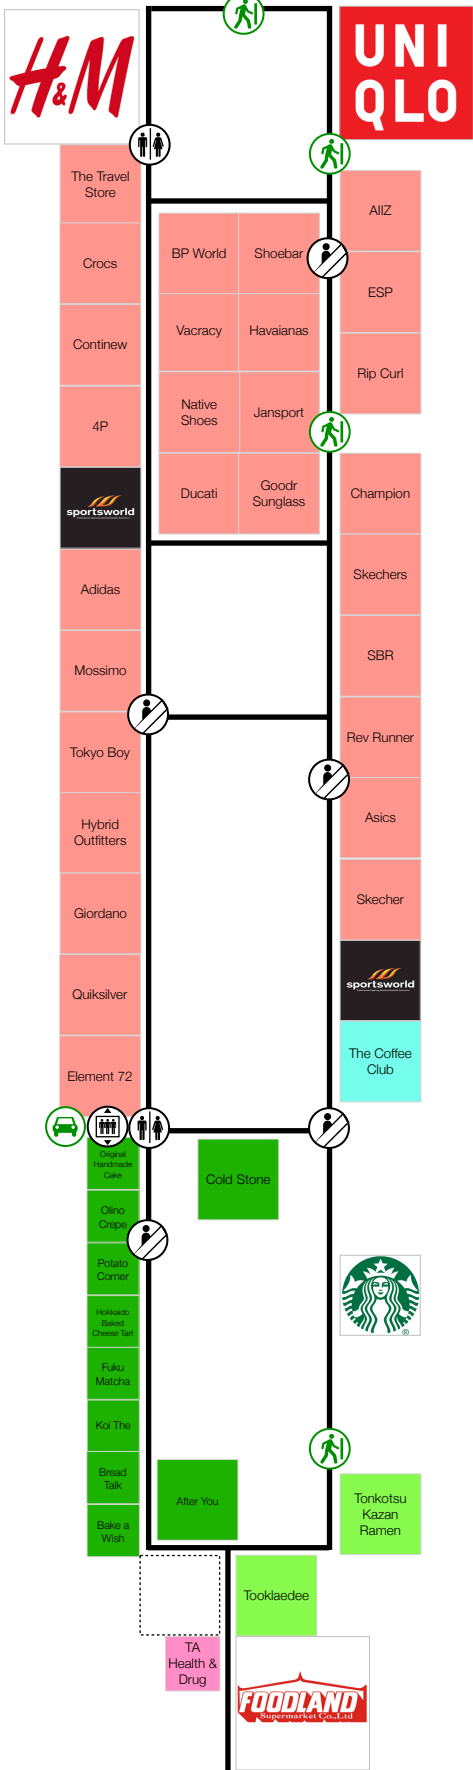 H&M
UNI
QLO
The Travel
Store
AIIZ
BP World
Shoebar
Crocs
ESP
Vacracy
Havaianas
Continew
Rip Curl
Native
Shoes
Jansport
4P
Ducati
Goodr
Sunglass
Champion
sportsworld
Skechers
Adidas
SBR
Mossimo
Rev Runner
Tokyo Boy
Asics
Hybrid
Outfitters
Skecher
Giordano
sportsworld
Quiksilver
The Coffee
Club
Element 72
Original
Handmade
Cake
Cold Stone
Olino
Crepe
Potato
Corner
Hokkaido
Baked
Cheese Tart
Fuku
Matcha
Koi The
Bread
Talk
After You
Tonkotsu
Kazan
Ramen
Bake a
Wish
Tooklaedee
TA
Health &
Drug
FOODLAND
Supermarket Co.,Ltd